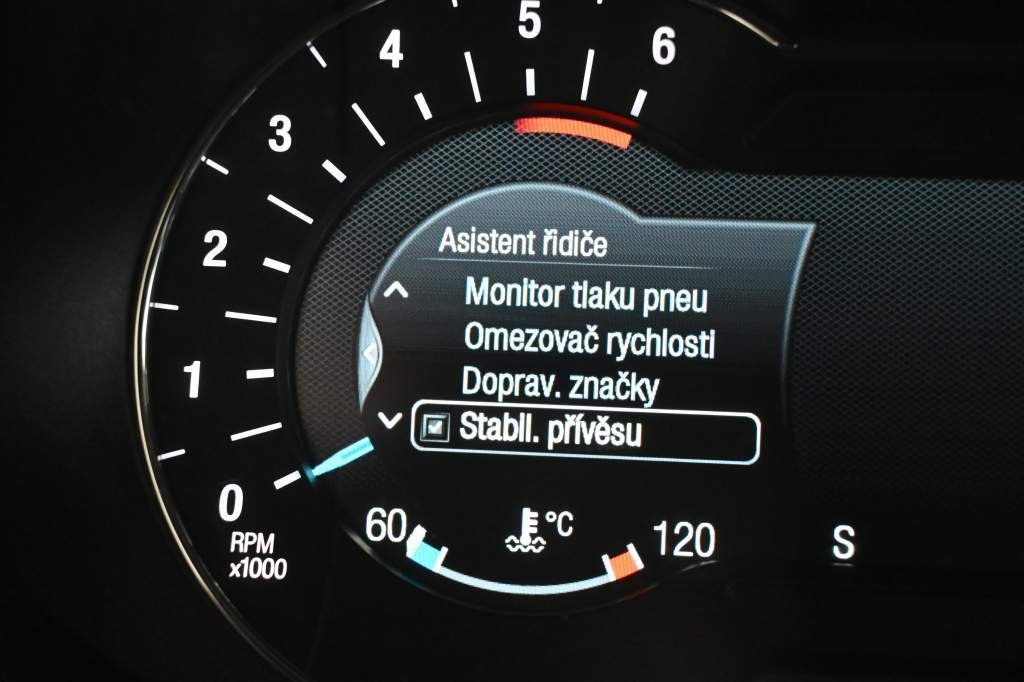 5
4
6
3
2
1
0
RPM
x1000
Asistent řidiče
Monitor tlaku pneu
Omezovač rychlosti
Doprav. značky
Stabil. přívěsu
60 °C 120
S